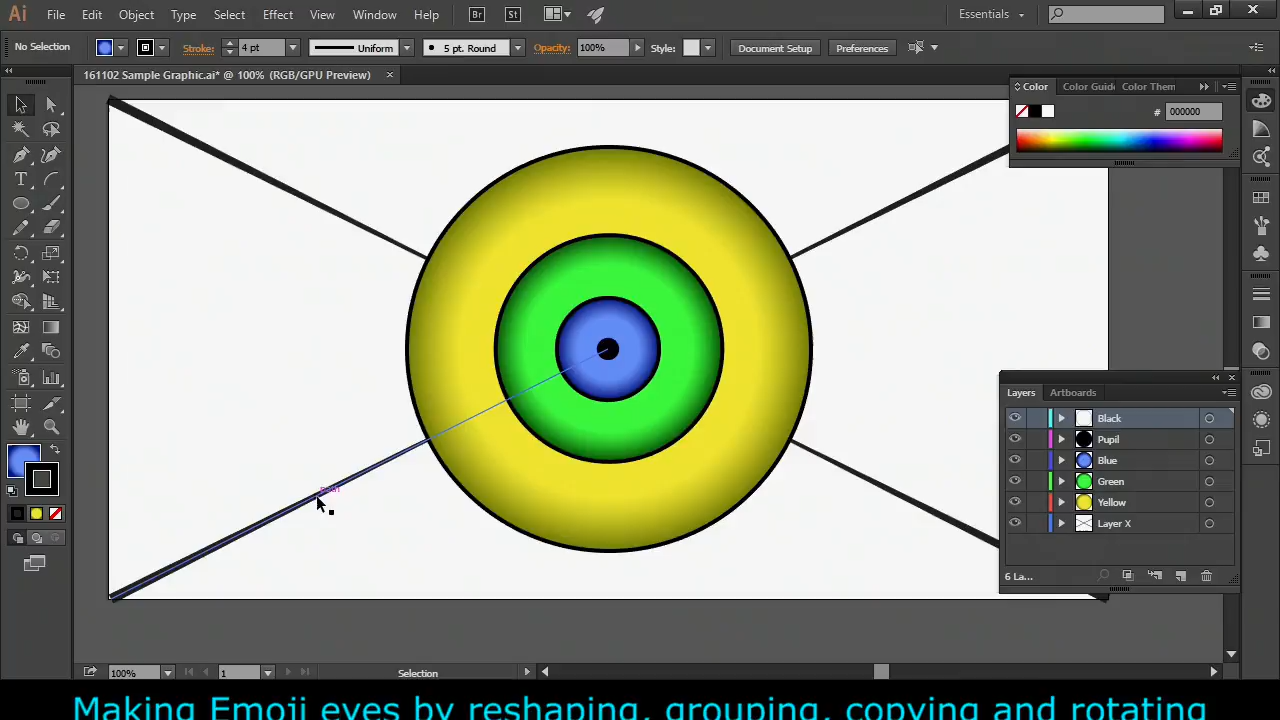 Ai File Edit Object Type Select Effect View Window Help Br St Essentials
No Selection Stroke: 4 pt Uniform 5 pt. Round Opacity: 100% Style: Document Setup Preferences
161102 Sample Graphic.ai* @ 100% (RGB/GPU Preview)
Color Color Guide Color Them
# 000000
path
Layers Artboards
Black
Pupil
Blue
Green
Yellow
Layer X
6 La...
100% 1 Selection
Making Emoji eyes by reshaping, grouping, copying and rotating